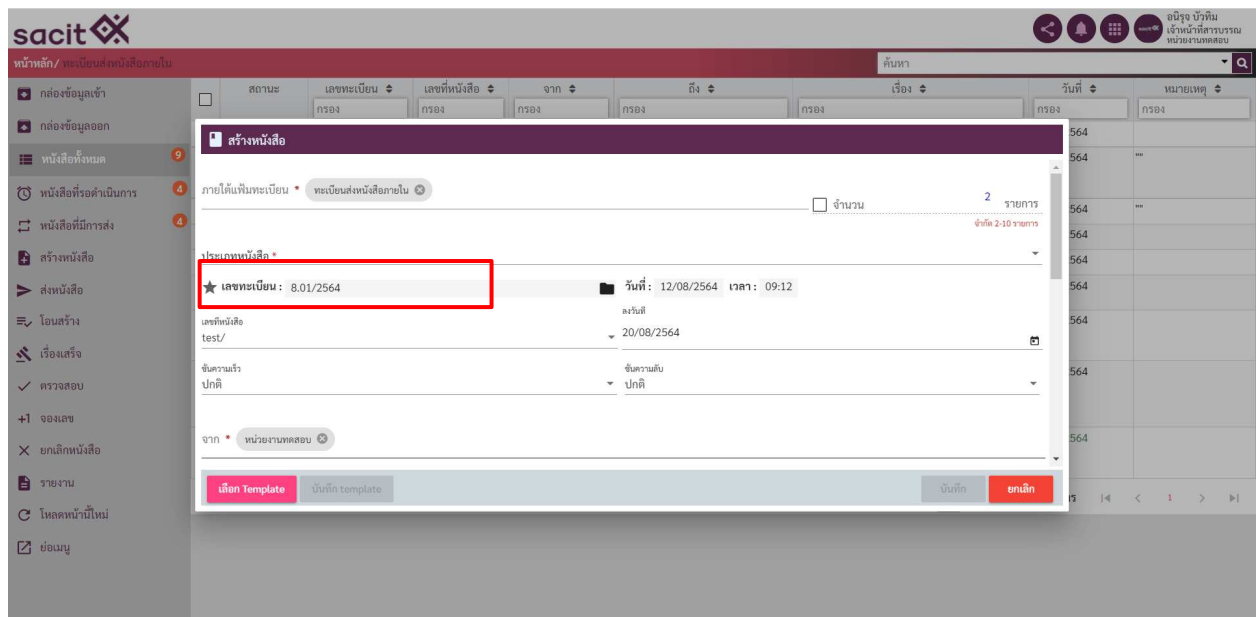 sacit
อนิรุจ บัวทิม
เจ้าหน้าที่สารบรรณ
หน่วยงานทดสอบ
หน้าหลัก/ ทะเบียนส่งหนังสือภายใน
ค้นหา
กล่องข้อมูลเข้า
กล่องข้อมูลออก
หนังสือทั้งหมด 9
หนังสือที่รอดำเนินการ 4
หนังสือที่มีการส่ง 4
สร้างหนังสือ
ส่งหนังสือ
โอนสร้าง
เรื่องเสร็จ
ตรวจสอบ
+1 จองเลข
ยกเลิกหนังสือ
รายงาน
โหลดหน้านี้ใหม่
ย่อเมนู
สถานะ เลขทะเบียน เลขที่หนังสือ จาก ถึง เรื่อง วันที่ หมายเหตุ
กรอง กรอง กรอง กรอง กรอง กรอง กรอง
564
564 ""
564 ""
564
564
564
564
564
564
สร้างหนังสือ
ภายใต้แฟ้มทะเบียน * ทะเบียนส่งหนังสือภายใน
จำนวน 2 รายการ
จำกัด 2-10 รายการ
ประเภทหนังสือ *
เลขทะเบียน : 8.01/2564 วันที่ : 12/08/2564 เวลา : 09:12
เลขที่หนังสือ ลงวันที่
test/ 20/08/2564
ชั้นความเร็ว ชั้นความลับ
ปกติ ปกติ
จาก * หน่วยงานทดสอบ
เลือก Template บันทึก template บันทึก ยกเลิก
1